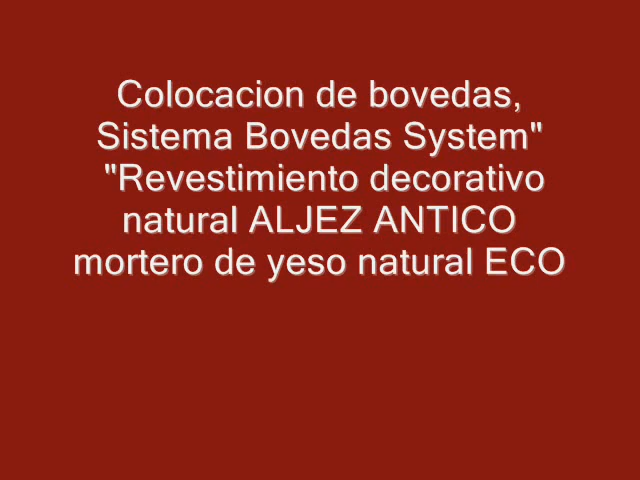 Colocacion de bovedas,
Sistema Bovedas System"
"Revestimiento decorativo
natural ALJEZ ANTICO
mortero de yeso natural ECO